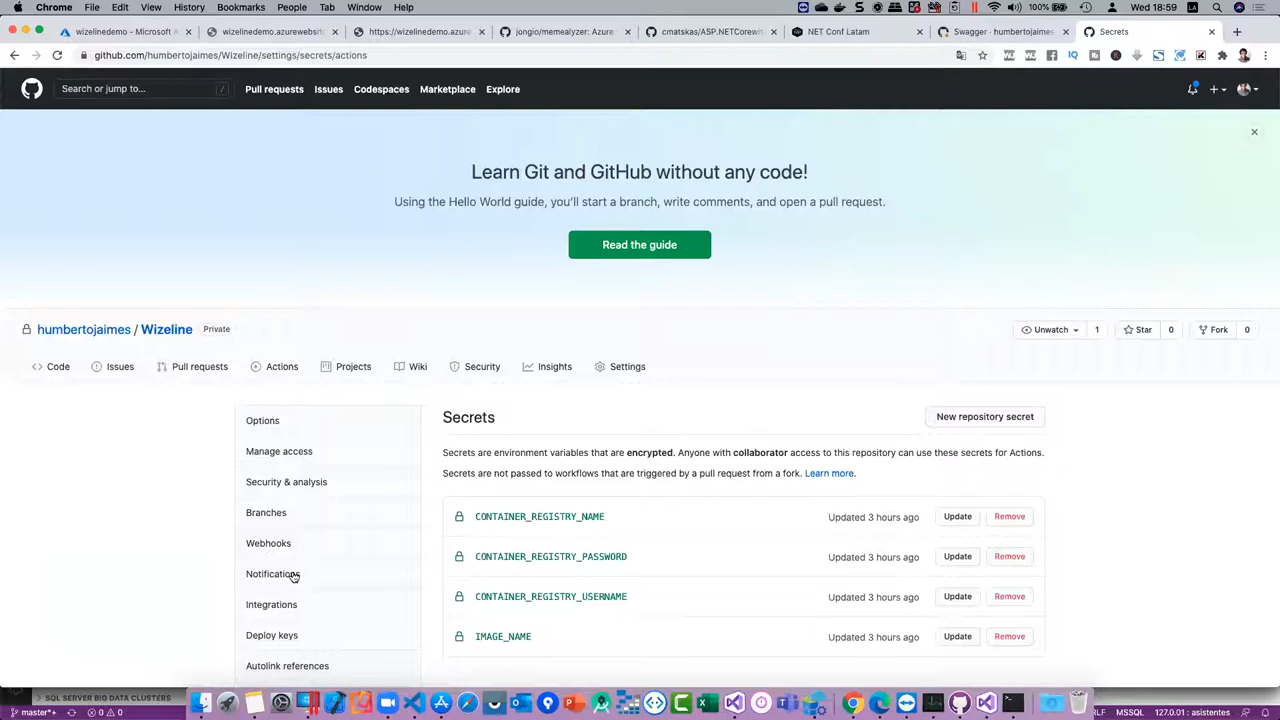 Chrome File Edit View History Bookmarks People Tab Window Help 100% Wed 18:59
wizelinedemo - Microsoft A
wizelinedemo.azurewebsit
https://wizelinedemo.azurew
jongio/memealyzer: Azure
cmatskas/ASP.NETCorewit
NET Conf Latam
Swagger · humbertojaimes
Secrets
github.com/humbertojaimes/Wizeline/settings/secrets/actions
Search or jump to... /
Pull requests Issues Codespaces Marketplace Explore
Learn Git and GitHub without any code!
Using the Hello World guide, you'll start a branch, write comments, and open a pull request.
Read the guide
humbertojaimes / Wizeline Private
Unwatch 1 Star 0 Fork 0
Code Issues Pull requests Actions Projects Wiki Security Insights Settings
Options
Manage access
Security & analysis
Branches
Webhooks
Notifications
Integrations
Deploy keys
Autolink references
Secrets
New repository secret
Secrets are environment variables that are encrypted. Anyone with collaborator access to this repository can use these secrets for Actions.
Secrets are not passed to workflows that are triggered by a pull request from a fork. Learn more.
CONTAINER_REGISTRY_NAME Updated 3 hours ago Update Remove
CONTAINER_REGISTRY_PASSWORD Updated 3 hours ago Update Remove
CONTAINER_REGISTRY_USERNAME Updated 3 hours ago Update Remove
IMAGE_NAME Updated 3 hours ago Update Remove
SQL SERVER BIG DATA CLUSTERS
master*+ 0 0 RLF MSSQL 127.0.01 : asistentes